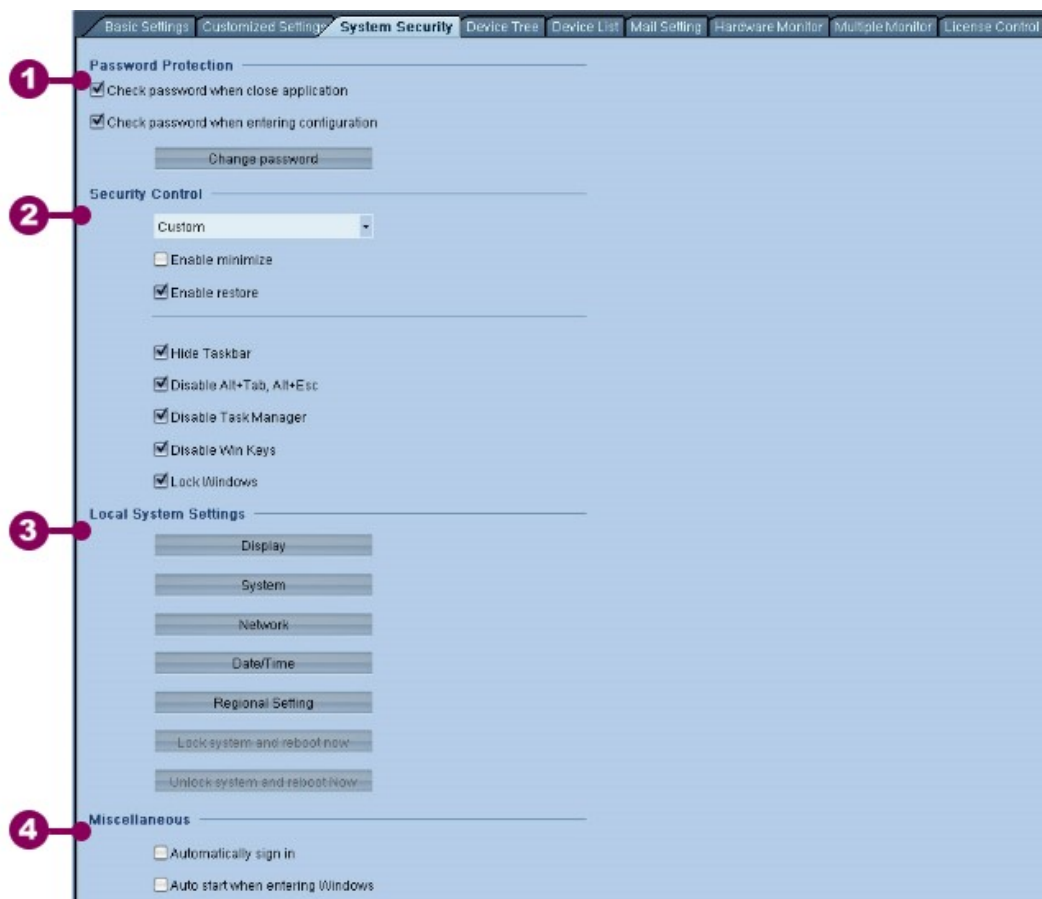 Basic Settings Customized Settings System Security Device Tree Device List Mail Setting Hardware Monitor Multiple Monitor License Control
Password Protection
1
Check password when close application
Check password when entering configuration
Change password
Security Control
2
Custom
Enable minimize
Enable restore
Hide Taskbar
Disable Alt+Tab, Alt+Esc
Disable Task Manager
Disable Win Keys
Lock Windows
Local System Settings
3
Display
System
Network
Date/Time
Regional Setting
Lock system and reboot now
Unlock system and reboot Now
Miscellaneous
4
Automatically sign in
Auto start when entering Windows